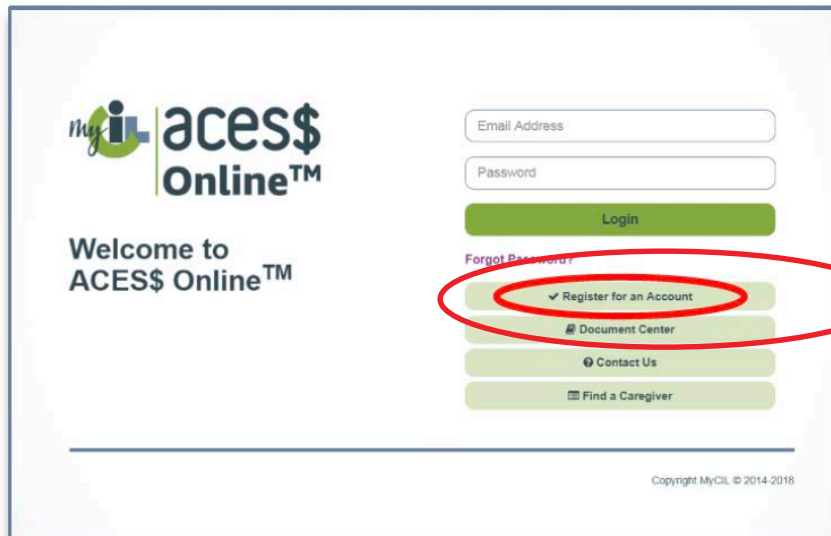 my CiL aces$
Online™
Welcome to
ACES$ Online™
Email Address
Password
Login
Forgot Password?
Register for an Account
Document Center
Contact Us
Find a Caregiver
Copyright MyCIL © 2014-2018